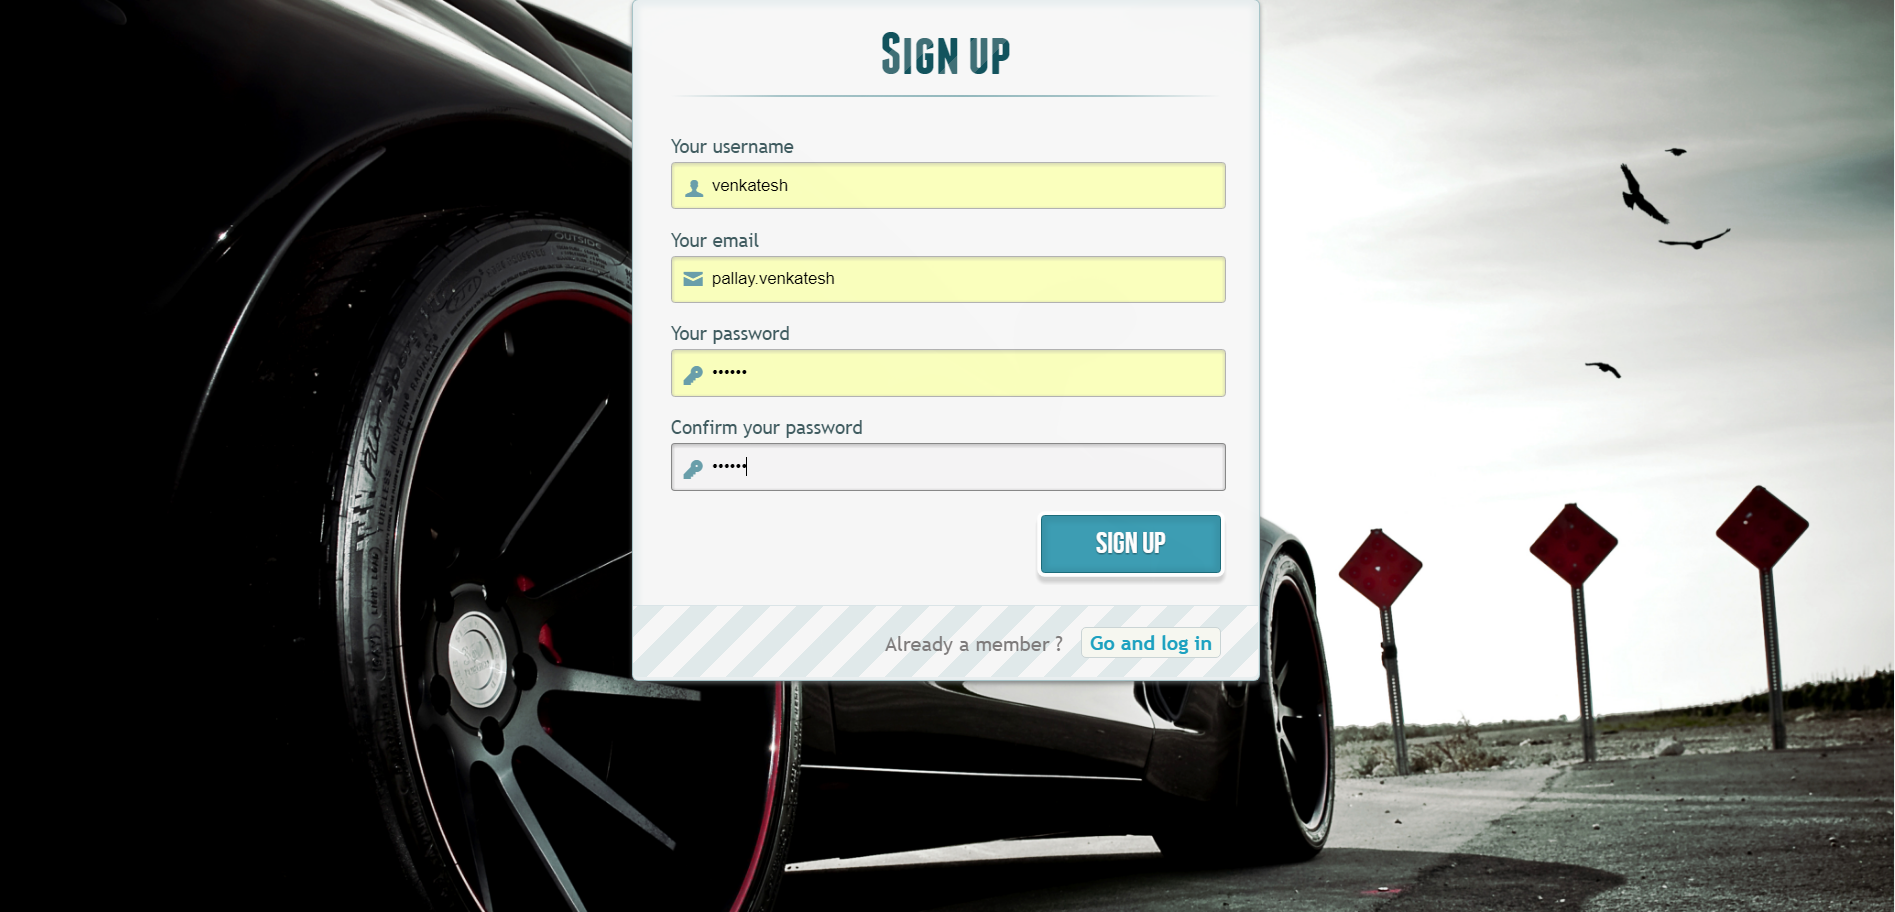 Sign up
Your username
venkatesh
Your email
pallay.venkatesh
Your password
••••••
Confirm your password
••••••
SIGN UP
Already a member ? Go and log in
OUTSIDE